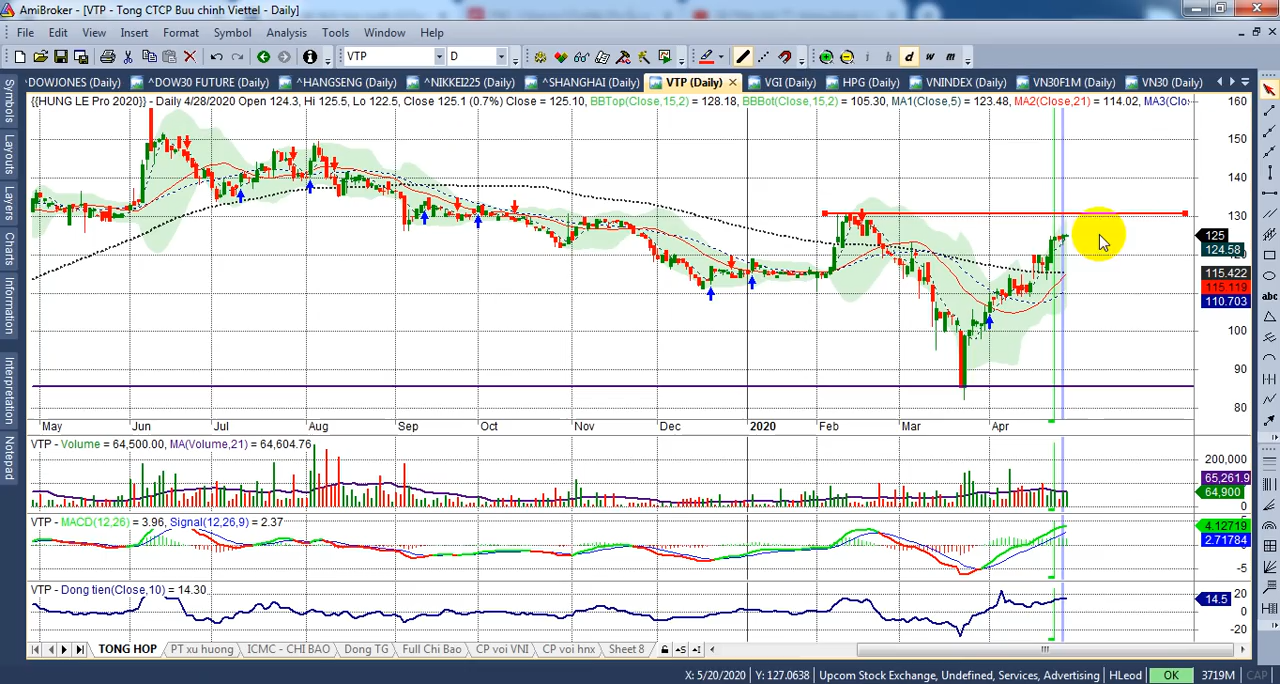 AmiBroker - [VTP - Tong CTCP Buu chinh Viettel - Daily]
File Edit View Insert Format Symbol Analysis Tools Window Help
VTP D i d w m
DOWJONES (Daily) ^DOW30 FUTURE (Daily) ^HANGSENG (Daily) ^NIKKEI225 (Daily) ^SHANGHAI (Daily) VTP (Daily) VGI (Daily) HPG (Daily) VNINDEX (Daily) VN30F1M (Daily) VN30 (Daily)
Symbols
Layouts
Layers
Charts
Information
Interpretation
Notepad
{{HUNG LE Pro 2020}} - Daily 4/28/2020 Open 124.3, Hi 125.5, Lo 122.5, Close 125.1 (0.7%) Close = 125.10, BBTop(Close,15,2) = 128.18, BBBot(Close,15,2) = 105.30, MA1(Close,5) = 123.48, MA2(Close,21) = 114.02, MA3(Clo
160
150
140
130
125
124.58
115.422
115.119
110.703
100
90
80
abc
May Jun Jul Aug Sep Oct Nov Dec 2020 Feb Mar Apr
VTP - Volume = 64,500.00, MA(Volume,21) = 64,604.76
200,000
65,261.9
64,900
0
VTP - MACD(12,26) = 3.96, Signal(12,26,9) = 2.37
4.12719
2.71784
-5
VTP - Dong tien(Close,10) = 14.30
20
14.5
0
-20
TONG HOP PT xu huong ICMC - CHI BAO Dong TG Full Chi Bao CP voi VNI CP voi hnx Sheet 8
X: 5/20/2020 Y: 127.0638 Upcom Stock Exchange, Undefined, Services, Advertising HLeod OK 3719M CAP